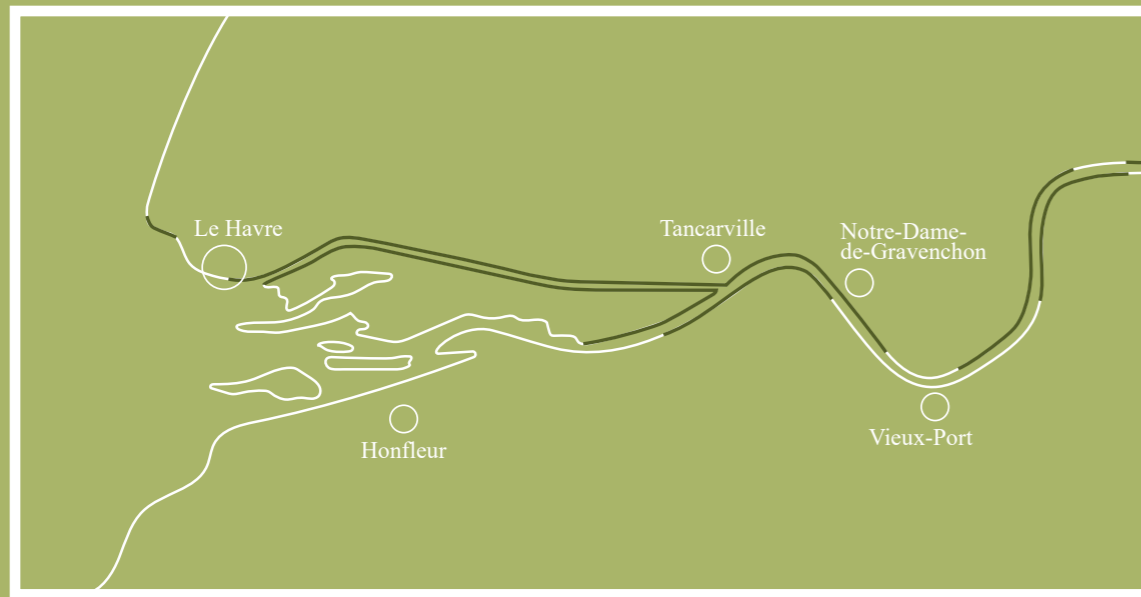 Le Havre
Tancarville
Notre-Dame-
de-Gravenchon
Honfleur
Vieux-Port